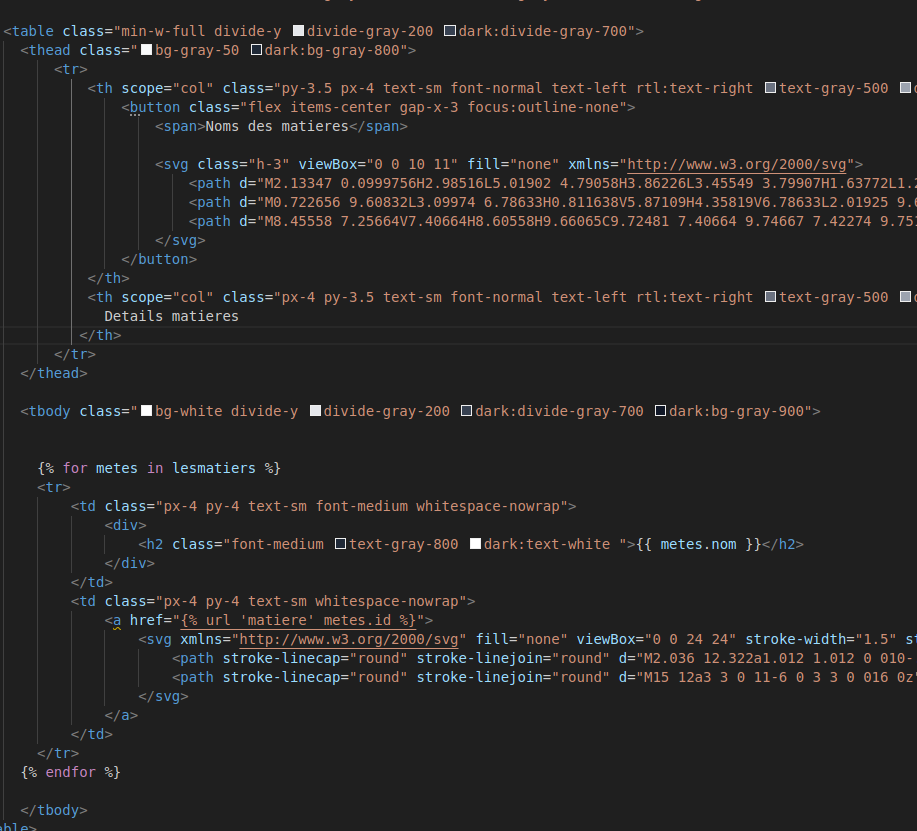 <table class="min-w-full divide-y divide-gray-200 dark:divide-gray-700">
<thead class="bg-gray-50 dark:bg-gray-800">
<tr>
<th scope="col" class="py-3.5 px-4 text-sm font-normal text-left rtl:text-right text-gray-500
<button class="flex items-center gap-x-3 focus:outline-none">
<span>Noms des matieres</span>
<svg class="h-3" viewBox="0 0 10 11" fill="none" xmlns="http://www.w3.org/2000/svg">
<path d="M2.13347 0.0999756H2.98516L5.01902 4.79058H3.86226L3.45549 3.79907H1.63772L1.2
<path d="M0.722656 9.60832L3.09974 6.78633H0.811638V5.87109H4.35819V6.78633L2.01925 9.6
<path d="M8.45558 7.25664V7.40664H8.60558H9.66065C9.72481 7.40664 9.74667 7.42274 9.751
</svg>
</button>
</th>
<th scope="col" class="px-4 py-3.5 text-sm font-normal text-left rtl:text-right text-gray-500
Details matieres
</th>
</tr>
</thead>
<tbody class="bg-white divide-y divide-gray-200 dark:divide-gray-700 dark:bg-gray-900">
{% for metes in lesmatiers %}
<tr>
<td class="px-4 py-4 text-sm font-medium whitespace-nowrap">
<div>
<h2 class="font-medium text-gray-800 dark:text-white ">{{ metes.nom }}</h2>
</div>
</td>
<td class="px-4 py-4 text-sm whitespace-nowrap">
<a href="{% url 'matiere' metes.id %}">
<svg xmlns="http://www.w3.org/2000/svg" fill="none" viewBox="0 0 24 24" stroke-width="1.5" st
<path stroke-linecap="round" stroke-linejoin="round" d="M2.036 12.322a1.012 1.012 0 010-
<path stroke-linecap="round" stroke-linejoin="round" d="M15 12a3 3 0 11-6 0 3 3 0 016 0z"
</svg>
</a>
</td>
</tr>
{% endfor %}
</tbody>